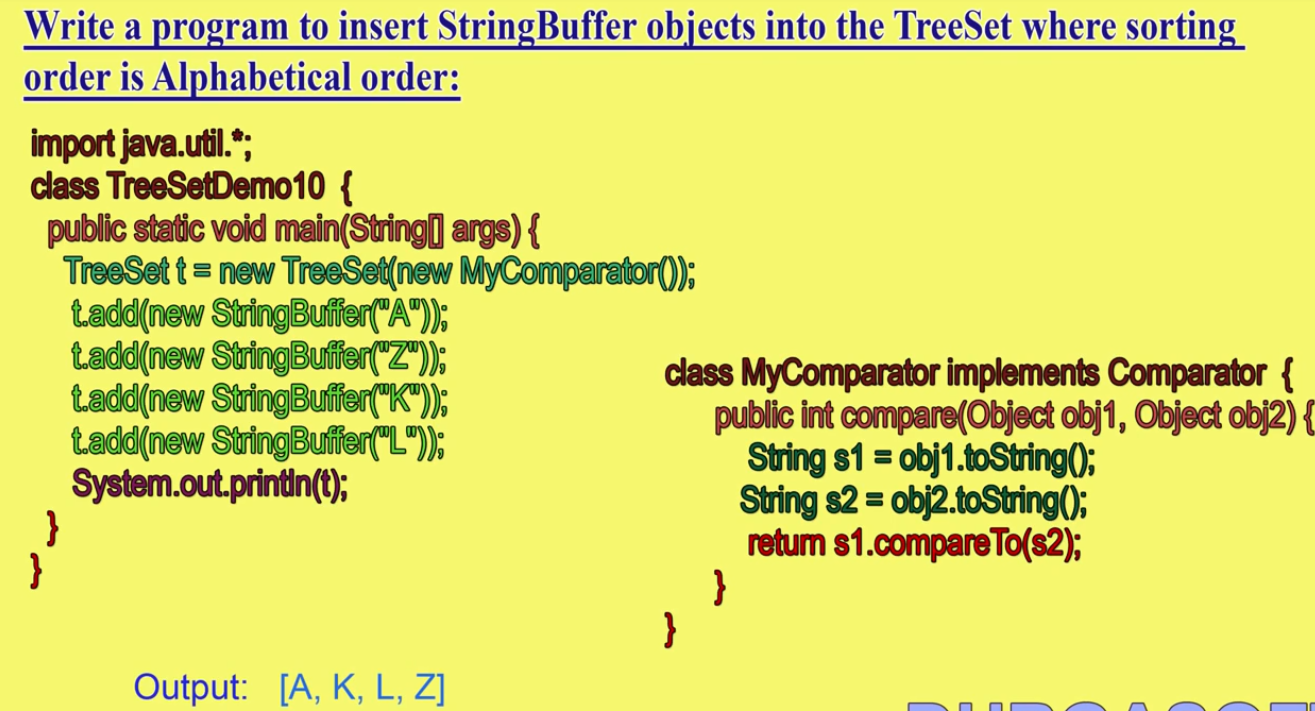 Write a program to insert StringBuffer objects into the TreeSet where sorting
order is Alphabetical order:
import java.util.*;
class TreeSetDemo10 {
public static void main(String[] args) {
TreeSet t = new TreeSet(new MyComparator());
t.add(new StringBuffer("A"));
t.add(new StringBuffer("Z"));
t.add(new StringBuffer("K"));
t.add(new StringBuffer("L"));
System.out.println(t);
}
}
class MyComparator implements Comparator {
public int compare(Object obj1, Object obj2) {
String s1 = obj1.toString();
String s2 = obj2.toString();
return s1.compareTo(s2);
}
}
Output: [A, K, L, Z]